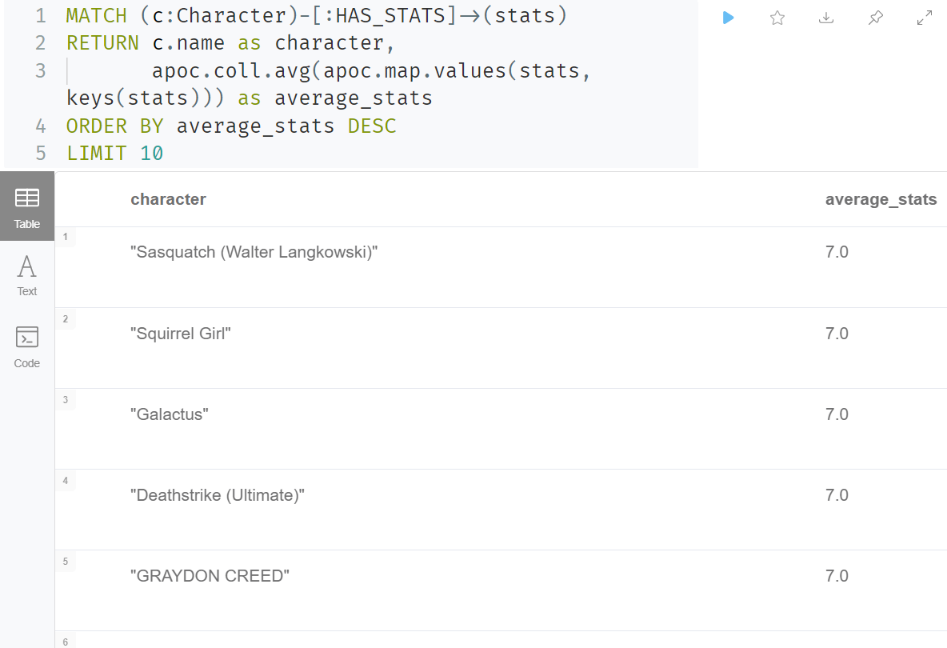 1 MATCH (c:Character)-[:HAS_STATS]->(stats)
2 RETURN c.name as character,
3 apoc.coll.avg(apoc.map.values(stats,
keys(stats))) as average_stats
4 ORDER BY average_stats DESC
5 LIMIT 10
Table
Text
Code
character average_stats
1 "Sasquatch (Walter Langkowski)" 7.0
2 "Squirrel Girl" 7.0
3 "Galactus" 7.0
4 "Deathstrike (Ultimate)" 7.0
5 "GRAYDON CREED" 7.0
6